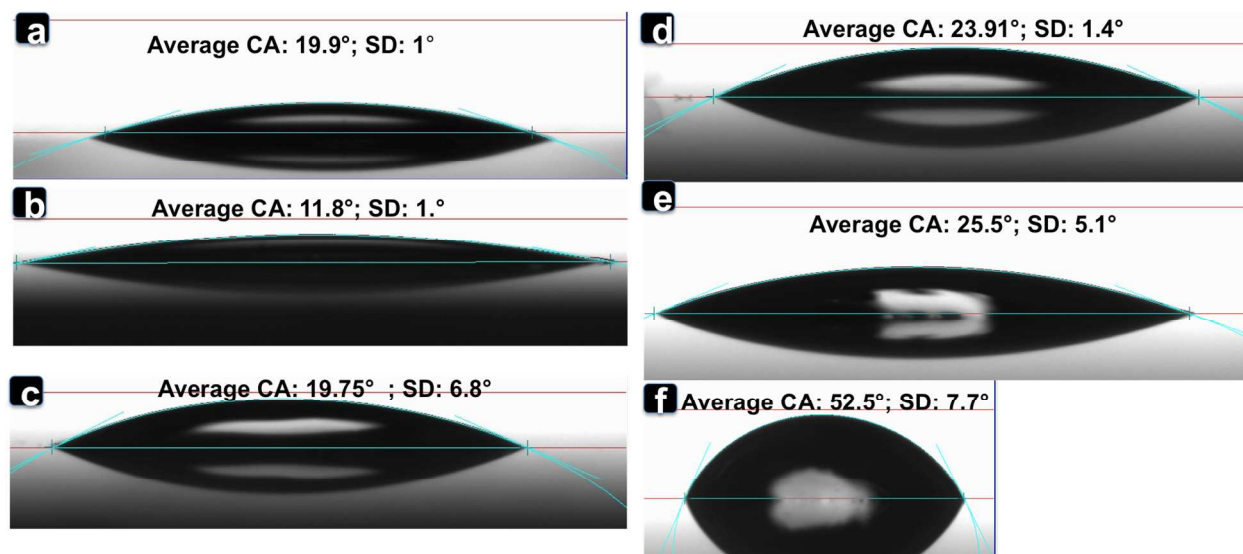 a
Average CA: 19.9°; SD: 1°
b
Average CA: 11.8°; SD: 1.°
c
Average CA: 19.75° ; SD: 6.8°
d
Average CA: 23.91°; SD: 1.4°
e
Average CA: 25.5°; SD: 5.1°
f
Average CA: 52.5°; SD: 7.7°